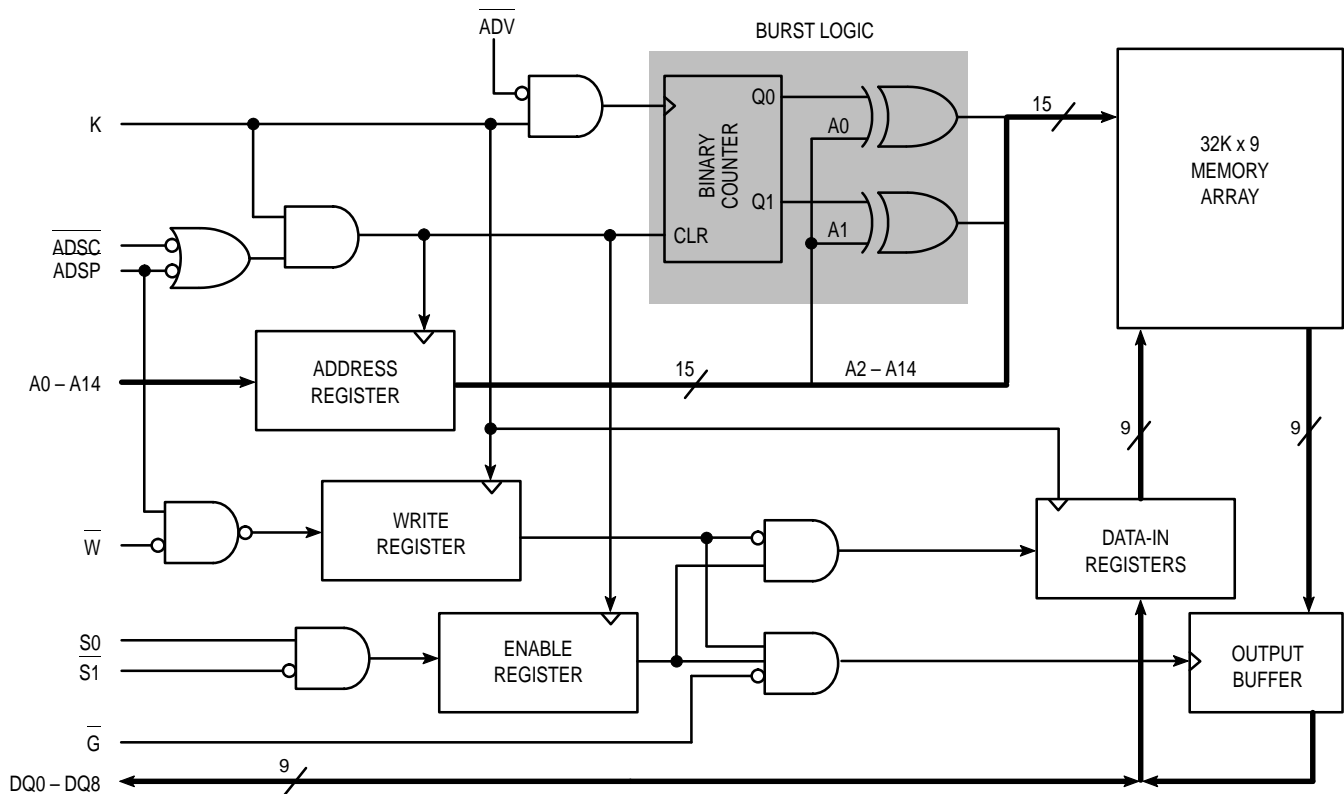 ADV
BURST LOGIC
K
BINARY
COUNTER
Q0
Q1
CLR
A0
A1
15
32K x 9
MEMORY
ARRAY
ADSC
ADSP
A0 – A14
ADDRESS
REGISTER
15
A2 – A14
9
9
W
WRITE
REGISTER
DATA-IN
REGISTERS
S0
S1
ENABLE
REGISTER
OUTPUT
BUFFER
G
DQ0 – DQ8
9